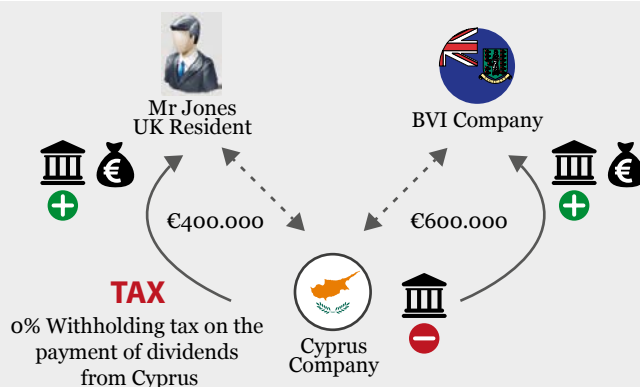 Mr Jones
UK Resident
BVI Company
€
€
€400.000
€600.000
TAX
0% Withholding tax on the
payment of dividends
from Cyprus
Cyprus
Company